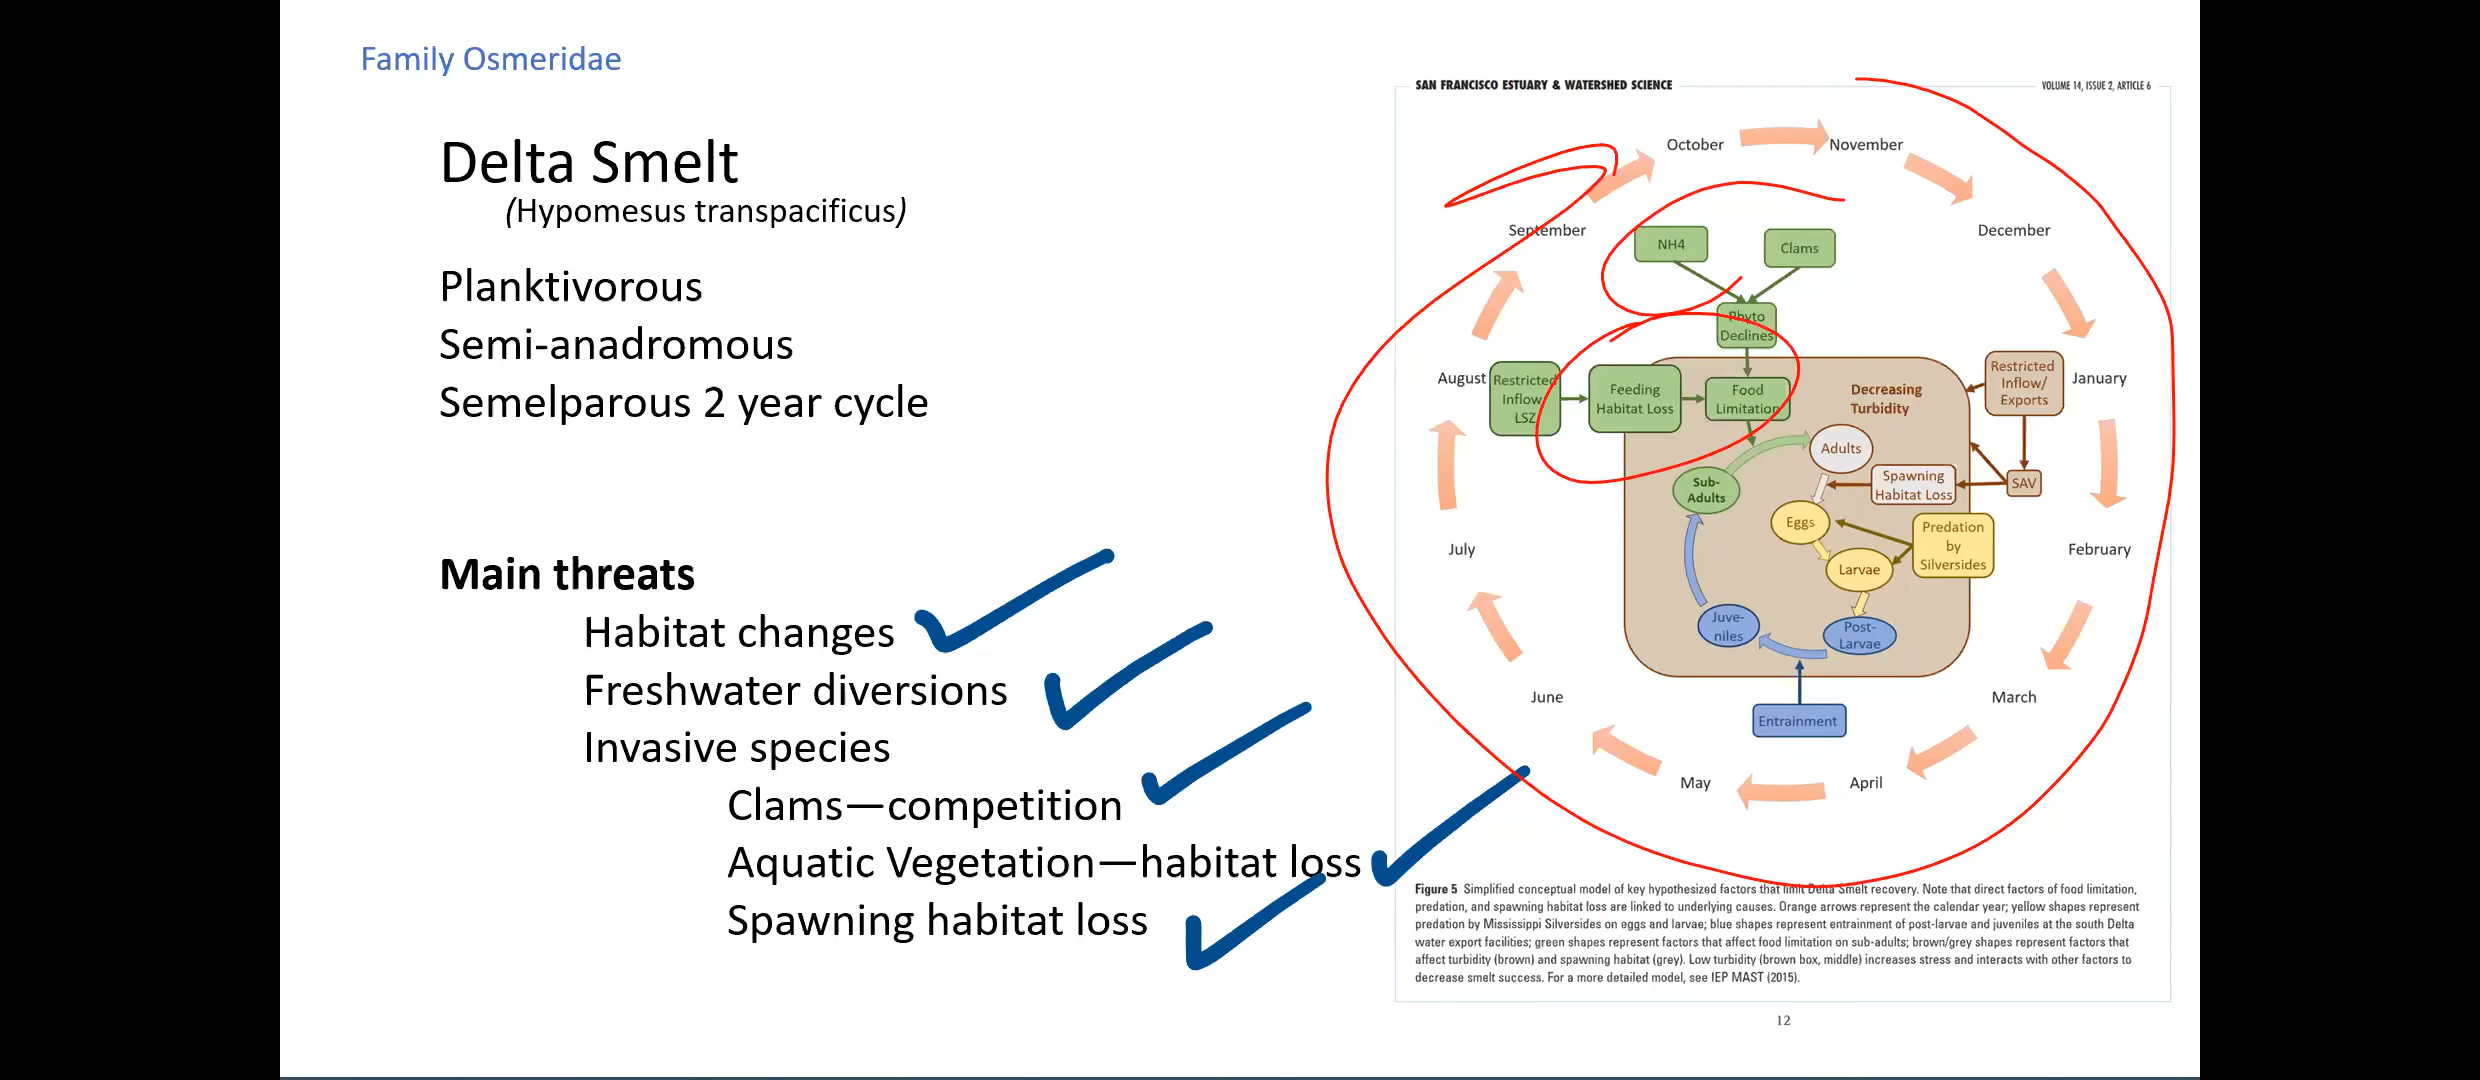 Family Osmeridae
Delta Smelt
(Hypomesus transpacificus)
Planktivorous
Semi-anadromous
Semelparous 2 year cycle
Main threats
Habitat changes
Freshwater diversions
Invasive species
Clams—competition
Aquatic Vegetation—habitat loss
Spawning habitat loss
SAN FRANCISCO ESTUARY & WATERSHED SCIENCE
VOLUME 14, ISSUE 2, ARTICLE 6
October
November
December
January
February
March
April
May
June
July
August
September
NH4
Clams
Phyto
Declines
Restricted
Inflow
LSZ
Feeding
Habitat Loss
Food
Limitation
Decreasing
Turbidity
Restricted
Inflow/
Exports
SAV
Spawning
Habitat Loss
Predation
by
Silversides
Adults
Eggs
Larvae
Post-
Larvae
Juve-
niles
Sub-
Adults
Entrainment
Figure 5 Simplified conceptual model of key hypothesized factors that limit Delta Smelt recovery. Note that direct factors of food limitation,
predation, and spawning habitat loss are linked to underlying causes. Orange arrows represent the calendar year; yellow shapes represent
predation by Mississippi Silversides on eggs and larvae; blue shapes represent entrainment of post-larvae and juveniles at the south Delta
water export facilities; green shapes represent factors that affect food limitation on sub-adults; brown/grey shapes represent factors that
affect turbidity (brown) and spawning habitat (grey). Low turbidity (brown box, middle) increases stress and interacts with other factors to
decrease smelt success. For a more detailed model, see IEP MAST (2015).
12